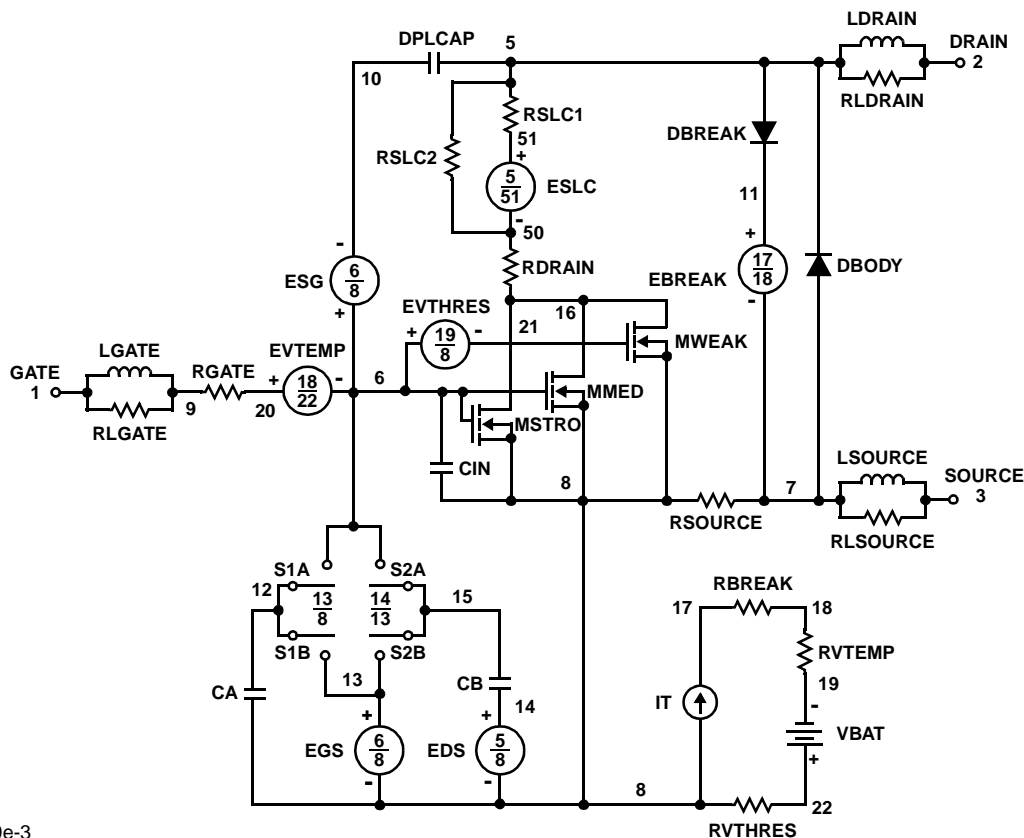 LDRAIN
DPLCAP 5 DRAIN
10 2
RLDRAIN
RSLC1
DBREAK
51
+
RSLC2
5
51
ESLC
11
-
50
-
+
17
18
EBREAK
DBODY
RDRAIN
6
8
ESG
EVTHRES
-
16
+
+ 19 - 21
8
MWEAK
LGATE
EVTEMP
GATE
1
RGATE
+ 18 - 6
22
MMED
9 20
MSTRO
RLGATE
LSOURCE
CIN
8 7
SOURCE
3
RSOURCE
RLSOURCE
S1A S2A
12
13
8
14
13
15
RBREAK
17 18
S1B S2B
RVTEMP
13
CA CB
19
-
IT
14
+ +
VBAT
EGS
6
8
EDS
5
8
+
- -
8
22
RVTHRES
0e-3